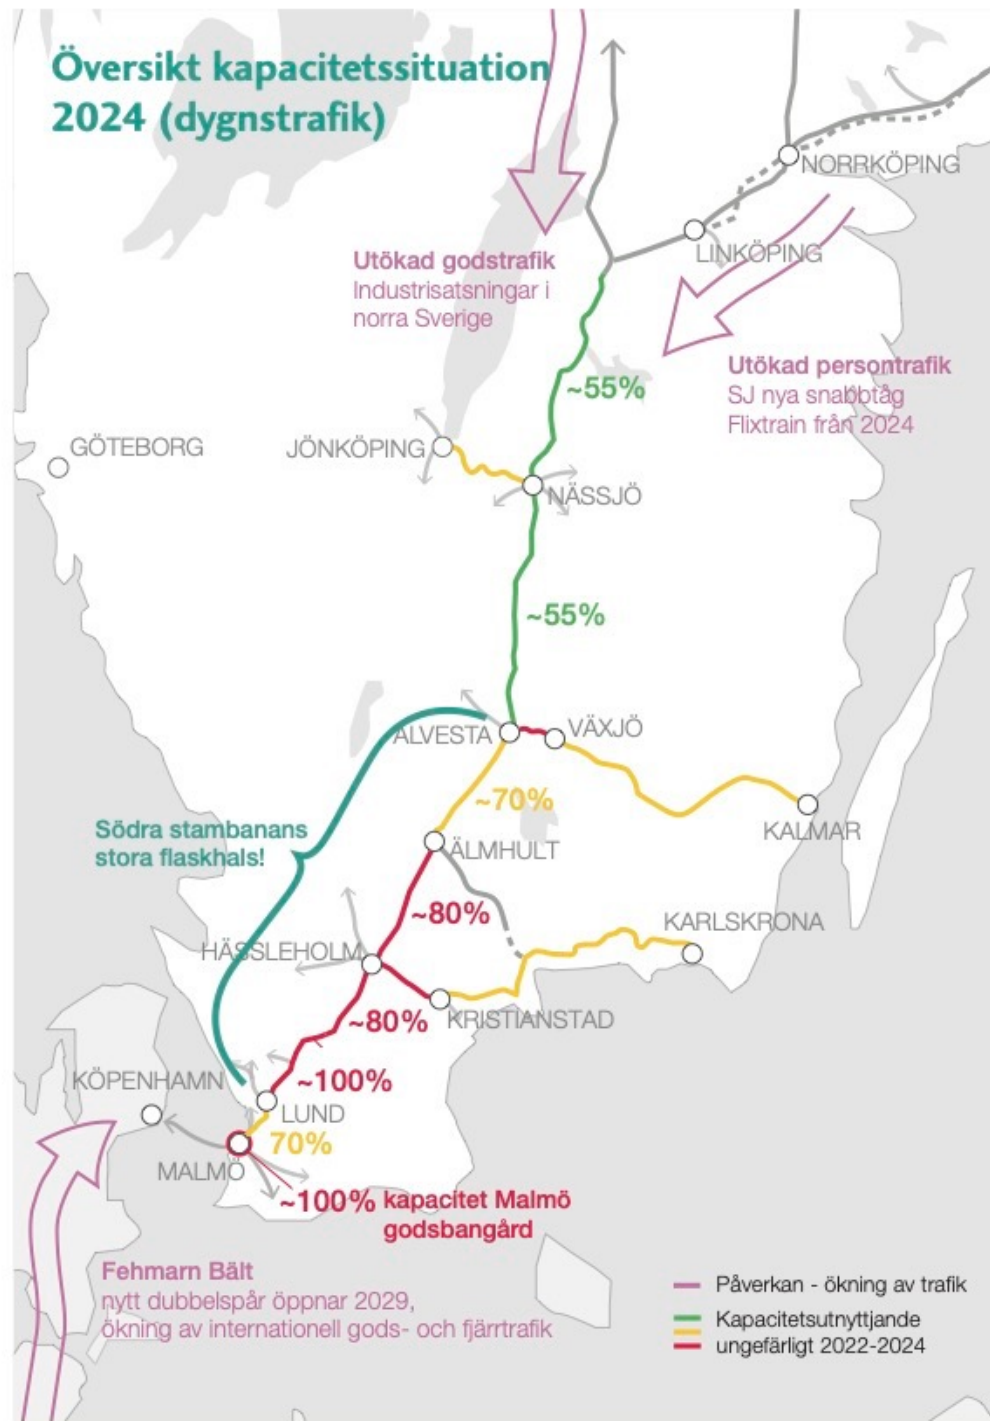 Översikt kapacitetssituation
2024 (dygnstrafik)
NORRKÖPING
LINKÖPING
Utökad godstrafik
Industrisatsningar i
norra Sverige
Utökad persontrafik
SJ nya snabbtåg
Flixtrain från 2024
~55%
GÖTEBORG
JÖNKÖPING
NÄSSJÖ
~55%
ALVESTA
VÄXJÖ
~70%
KALMAR
Södra stambanans
stora flaskhals!
ÄLMHULT
~80%
KARLSKRONA
HÄSSLEHOLM
~80%
KRISTIANSTAD
~100%
KÖPENHAMN
LUND
70%
MALMÖ
~100% kapacitet Malmö
godsbangård
Fehmarn Bält
nytt dubbelspår öppnar 2029,
ökning av internationell gods- och fjärrtrafik
Påverkan - ökning av trafik
Kapacitetsutnyttjande
ungefärligt 2022-2024